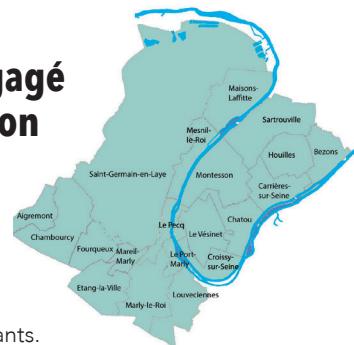 gagé
on
Maisons-
Laffitte
Sartrouville
Mesnil-
le-Roi
Houilles
Bezons
Saint-Germain-en-Laye
Montesson
Carrières-
sur-Seine
Aigremont
Chambourcy
Le Pecq
Chatou
Le Vésinet
Fourqueux
Mareil-
Marly
Le Port-
Marly
Croissy-
sur-Seine
Etang-la-Ville
Louveciennes
Marly-le-Roi
ants.